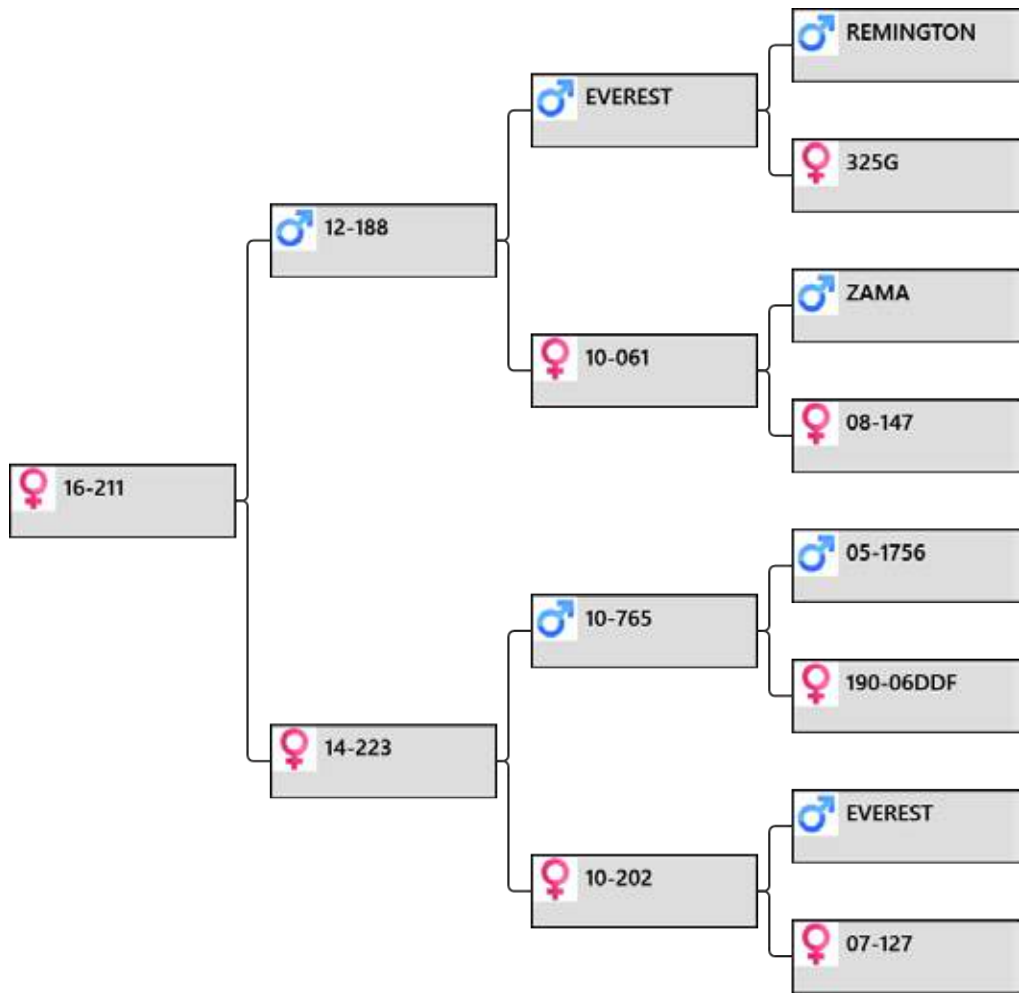 REMINGTON
EVEREST
325G
12-188
ZAMA
10-061
08-147
16-211
05-1756
10-765
190-06DDF
14-223
EVEREST
10-202
07-127